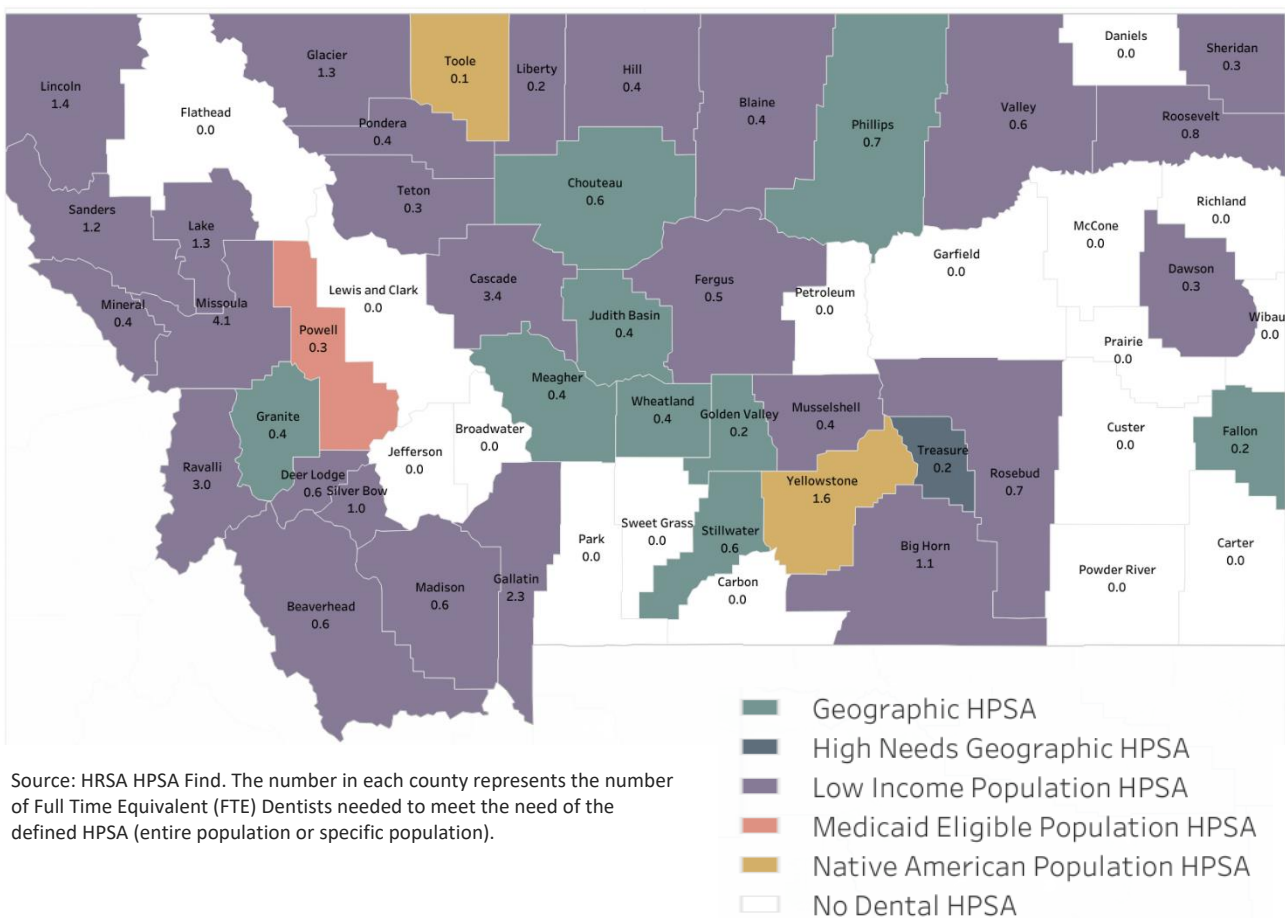 Daniels
0.0
Sheridan
0.3
Glacier
1.3
Toole
0.1
Liberty
0.2
Hill
0.4
Lincoln
1.4
Flathead
0.0
Blaine
0.4
Valley
0.6
Roosevelt
0.8
Pondera
0.4
Phillips
0.7
Chouteau
0.6
Teton
0.3
Richland
0.0
Sanders
1.2
Lake
1.3
McCone
0.0
Garfield
0.0
Dawson
0.3
Cascade
3.4
Fergus
0.5
Lewis and Clark
0.0
Petroleum
0.0
Mineral
0.4
Missoula
4.1
Judith Basin
0.4
Wibau
0.0
Powell
0.3
Prairie
0.0
Meagher
0.4
Wheatland
0.4
Golden Valley
0.2
Musselshell
0.4
Granite
0.4
Broadwater
0.0
Jefferson
0.0
Custer
0.0
Fallon
0.2
Treasure
0.2
Ravalli
3.0
Deer Lodge
0.6
Silver Bow
1.0
Yellowstone
1.6
Rosebud
0.7
Park
0.0
Sweet Grass
0.0
Stillwater
0.6
Big Horn
1.1
Carter
0.0
Powder River
0.0
Carbon
0.0
Madison
0.6
Gallatin
2.3
Beaverhead
0.6
Geographic HPSA
High Needs Geographic HPSA
Low Income Population HPSA
Medicaid Eligible Population HPSA
Native American Population HPSA
No Dental HPSA
Source: HRSA HPSA Find. The number in each county represents the number
of Full Time Equivalent (FTE) Dentists needed to meet the need of the
defined HPSA (entire population or specific population).